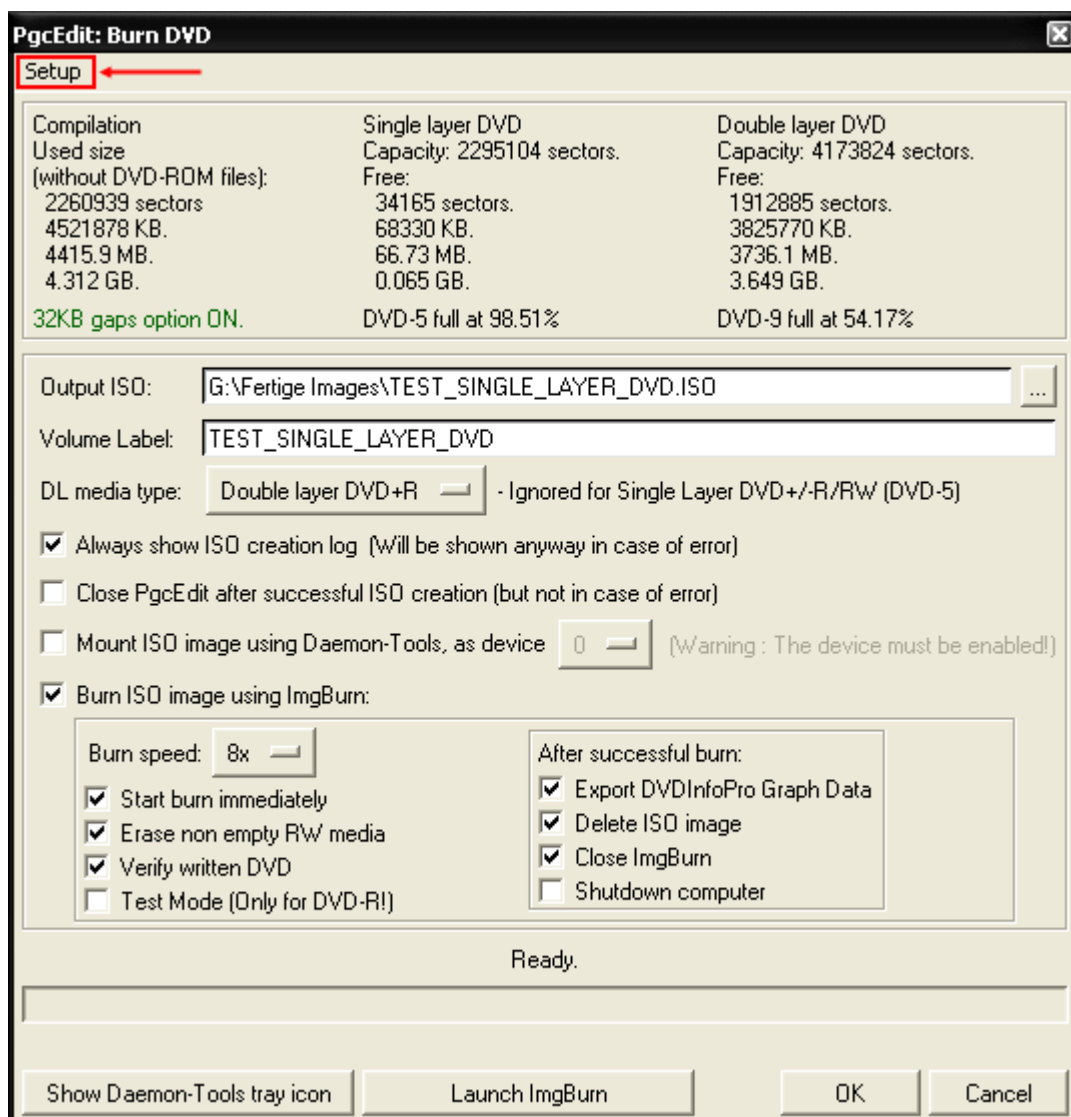 PgcEdit: Burn DVD
Setup
Compilation
Used size
(without DVD-ROM files):
2260939 sectors
4521878 KB.
4415.9 MB.
4.312 GB.
32KB gaps option ON.
Single layer DVD
Capacity: 2295104 sectors.
Free:
34165 sectors.
68330 KB.
66.73 MB.
0.065 GB.
DVD-5 full at 98.51%
Double layer DVD
Capacity: 4173824 sectors.
Free:
1912885 sectors.
3825770 KB.
3736.1 MB.
3.649 GB.
DVD-9 full at 54.17%
Output ISO: G:\Fertige Images\TEST_SINGLE_LAYER_DVD.ISO ...
Volume Label: TEST_SINGLE_LAYER_DVD
DL media type: Double layer DVD+R - Ignored for Single Layer DVD+/-R/RW (DVD-5)
Always show ISO creation log (Will be shown anyway in case of error)
Close PgcEdit after successful ISO creation (but not in case of error)
Mount ISO image using Daemon-Tools, as device 0 (Warning : The device must be enabled!)
Burn ISO image using ImgBurn:
Burn speed: 8x
Start burn immediately
Erase non empty RW media
Verify written DVD
Test Mode (Only for DVD-R!)
After successful burn:
Export DVDInfoPro Graph Data
Delete ISO image
Close ImgBurn
Shutdown computer
Ready.
Show Daemon-Tools tray icon Launch ImgBurn OK Cancel